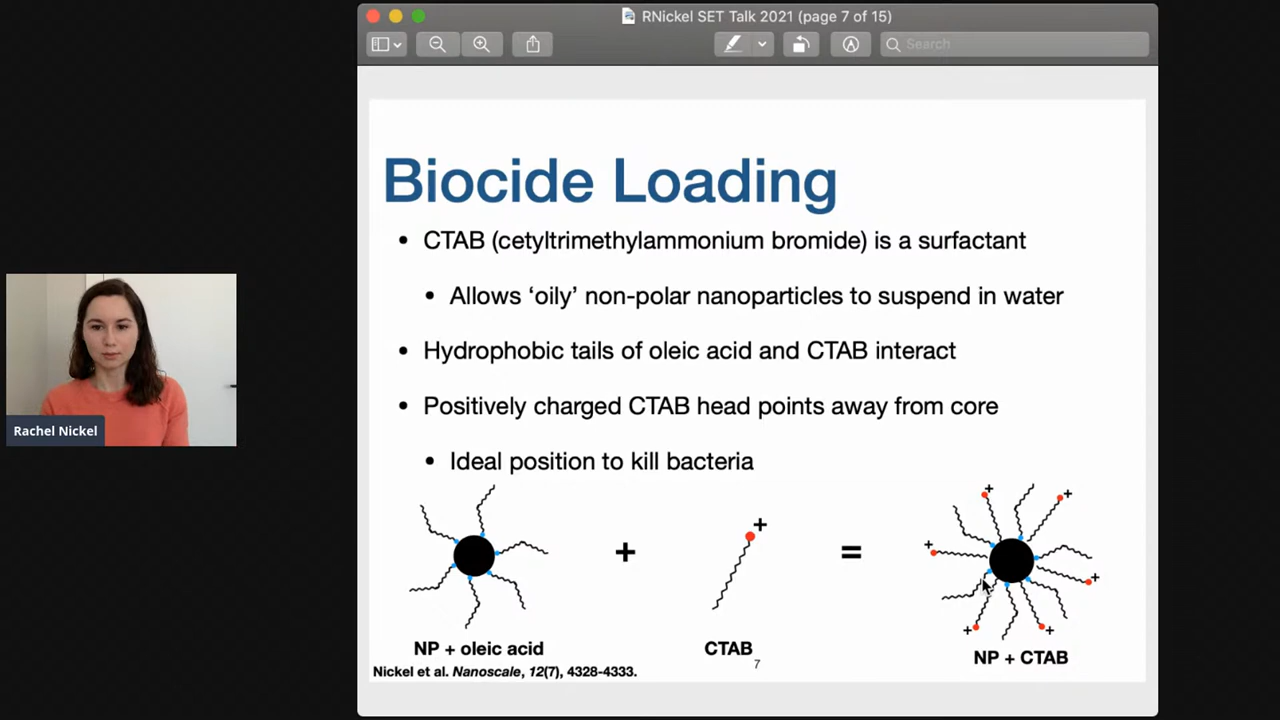 RNickel SET Talk 2021 (page 7 of 15)
Search
Biocide Loading
• CTAB (cetyltrimethylammonium bromide) is a surfactant
• Allows ‘oily’ non-polar nanoparticles to suspend in water
• Hydrophobic tails of oleic acid and CTAB interact
• Positively charged CTAB head points away from core
• Ideal position to kill bacteria
Rachel Nickel
+
=
+
+ + + + + +
NP + oleic acid
CTAB
NP + CTAB
7
Nickel et al. Nanoscale, 12(7), 4328-4333.